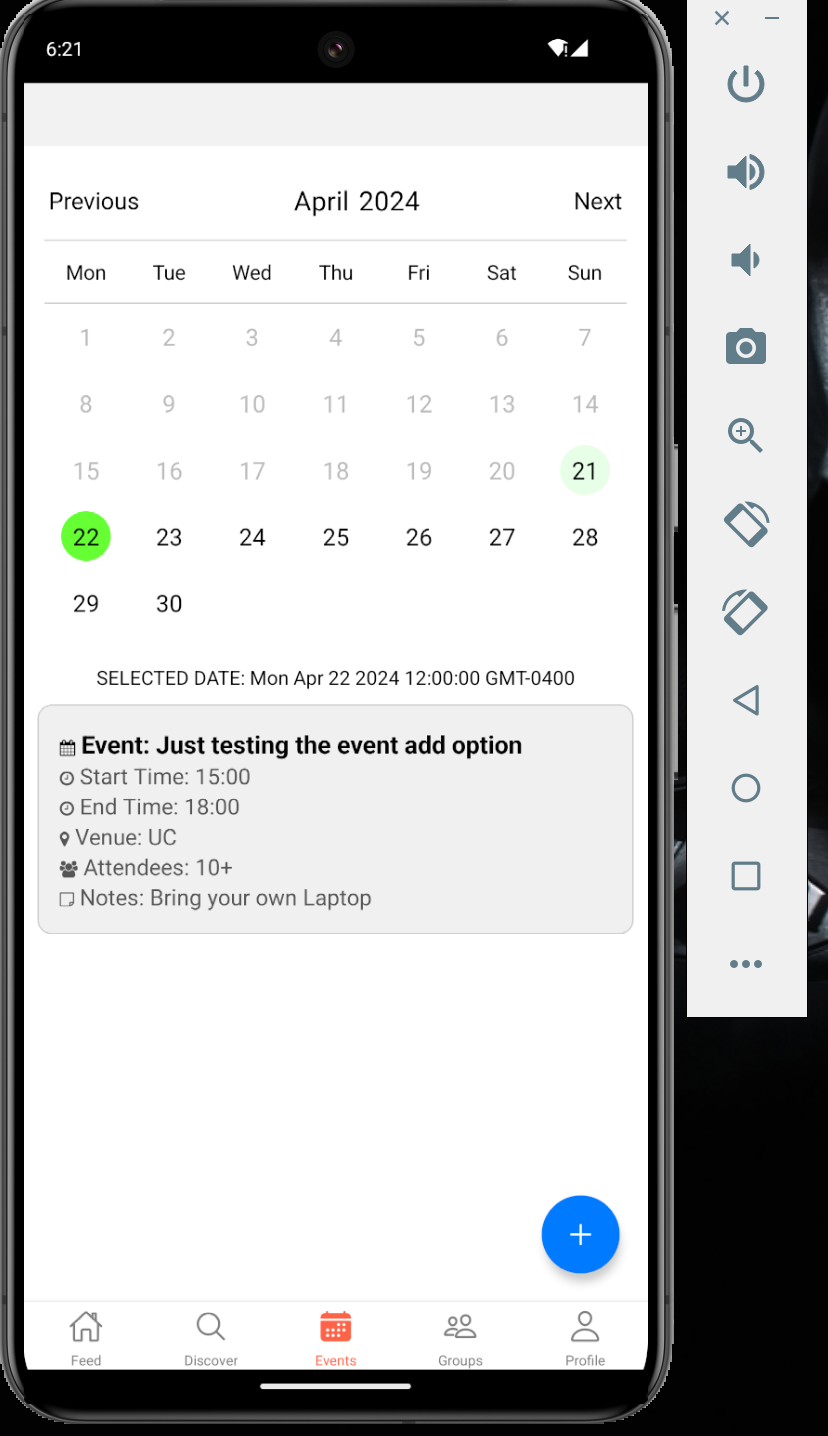 6:21
Previous April 2024 Next
Mon Tue Wed Thu Fri Sat Sun
1 2 3 4 5 6 7
8 9 10 11 12 13 14
15 16 17 18 19 20 21
22 23 24 25 26 27 28
29 30
SELECTED DATE: Mon Apr 22 2024 12:00:00 GMT-0400
Event: Just testing the event add option
Start Time: 15:00
End Time: 18:00
Venue: UC
Attendees: 10+
Notes: Bring your own Laptop
Feed Discover Events Groups Profile